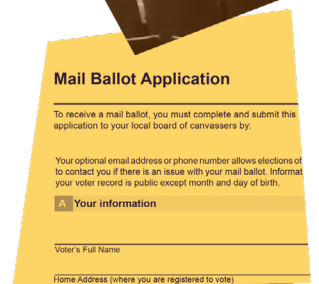 Mail Ballot Application
To receive a mail ballot, you must complete and submit this
application to your local board of canvassers by:
Your optional email address or phone number allows elections of
to contact you if there is an issue with your mail ballot. Informat
your voter record is public except month and day of birth.
A Your information
Voter's Full Name
Home Address (where you are registered to vote)